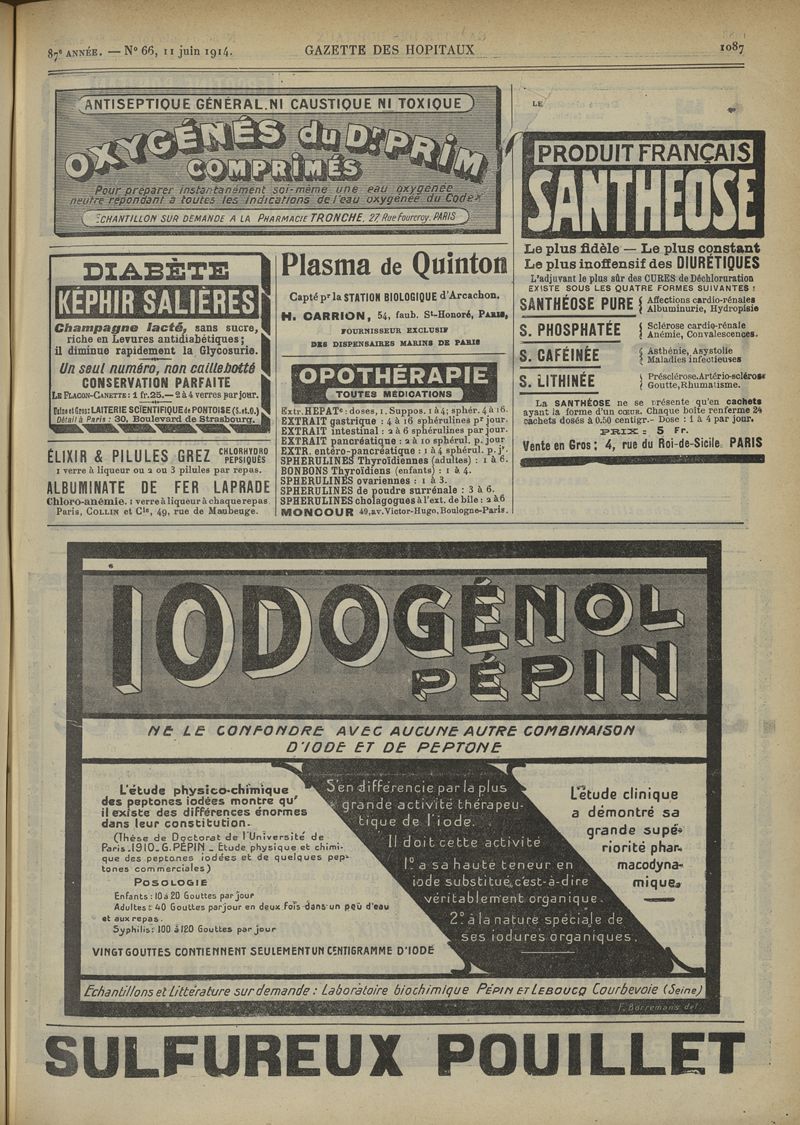 87e ANNÉE. — No 66, 11 juin 1914.
GAZETTE DES HOPITAUX
1087
ANTISEPTIQUE GÉNÉRAL. NI CAUSTIQUE NI TOXIQUE
OXYGÉNÉS du Dr PRIM
COMPRIMÉS
Pour préparer instantanément soi-même une eau oxygénée
neutre répondant à toutes les indications de l'eau oxygénée du Codex
ÉCHANTILLON SUR DEMANDE A LA PHARMACIE TRONCHE, 27 Rue Fourcroy. PARIS
DIABÈTE
KÉPHIR SALIÈRES
Champagne lacté, sans sucre,
riche en Levures antidiabétiques;
il diminue rapidement la Glycosurie.
Un seul numéro, non caillebotté
CONSERVATION PARFAITE
LE FLACON-CANETTE: 1 fr.25.— 2 à 4 verres par jour.
LAITERIE SCIENTIFIQUE de PONTOISE (S.et.O.)
Détail à Paris: 30, Boulevard de Strasbourg.
ÉLIXIR & PILULES GREZ CHLORHYDRO PEPSIQUES
1 verre à liqueur ou 2 ou 3 pilules par repas.
ALBUMINATE DE FER LAPRADE
Chloro-anémie. 1 verre à liqueur à chaque repas
Paris, COLLIN et Cie, 49, rue de Maubeuge.
Plasma de Quinton
Capté pr la STATION BIOLOGIQUE d'Arcachon.
H. CARRION, 54, faub. St-Honoré, PARIS,
FOURNISSEUR EXCLUSIF
DES DISPENSAIRES MARINS DE PARIS
OPOTHÉRAPIE
TOUTES MÉDICATIONS
Extr. HEPATe: doses, 1. Suppos. 1 à 4; sphér. 4 à 16.
EXTRAIT gastrique : 4 à 16 sphérulines pr jour.
EXTRAIT intestinal : 2 à 6 sphérulines par jour.
EXTRAIT pancréatique : 2 à 10 sphérul. p. jour
EXTR. entéro-pancréatique : 1 à 4 sphérul. p. jr.
SPHERULINES Thyroïdiennes (adultes) : 1 à 6.
BONBONS Thyroïdiens (enfants) : 1 à 4.
SPHERULINES ovariennes : 1 à 3.
SPHERULINES de poudre surrénale : 3 à 6.
SPHERULINES cholagogues à l'ext. de bile : 2 à 6
MONCOUR 49, av. Victor-Hugo, Boulogne-Paris.
LE
PRODUIT FRANÇAIS
SANTHEOSE
Le plus fidèle — Le plus constant
Le plus inoffensif des DIURÉTIQUES
L'adjuvant le plus sûr des CURES de Déchloruration
EXISTE SOUS LES QUATRE FORMES SUIVANTES :
SANTHÉOSE PURE { Affections cardio-rénales
Albuminurie, Hydropisie
S. PHOSPHATÉE { Sclérose cardio-rénale
Anémie, Convalescences.
S. CAFÉINÉE { Asthénie, Asystolie
Maladies infectieuses
S. LITHINÉE { Présclérose. Artério-sclérose
Goutte, Rhumatisme.
La SANTHÉOSE ne se présente qu'en cachets
ayant la forme d'un cœur. Chaque boîte renferme 24
cachets dosés à 0.50 centigr.- Dose : 1 à 4 par jour.
PRIX : 5 Fr.
Vente en Gros : 4, rue du Roi-de-Sicile PARIS
IODOGÉNOL
PÉPIN
NE LE CONFONDRE AVEC AUCUNE AUTRE COMBINAISON
D'IODE ET DE PEPTONE
L'étude physico-chimique
des peptones iodées montre qu'
il existe des différences énormes
dans leur constitution.
(Thèse de Doctorat de l'Université de
Paris.1910. G. PÉPIN _ Étude physique et chimi-
que des peptones iodées et de quelques pep-
tones commerciales)
POSOLOGIE
Enfants: 10 à 20 Gouttes par jour
Adultes: 40 Gouttes par jour en deux fois dans un peu d'eau
et aux repas.
Syphilis: 100 à 120 Gouttes par jour
VINGT GOUTTES CONTIENNENT SEULEMENT UN CENTIGRAMME D'IODE
S'en différencie par la plus
grande activité thérapeu-
tique de l'iode.
Il doit cette activité
1º à sa haute teneur en
iode substitué, c'est-à-dire
véritablement organique.
2º à la nature spéciale de
ses iodures organiques.
L'étude clinique
a démontré sa
grande supé-
riorité phar-
macodyna-
mique.
Échantillons et Littérature sur demande : Laboratoire biochimique PÉPIN ET LEBOUCQ Courbevoie (Seine)
F. Borremans del.
SULFUREUX POUILLET